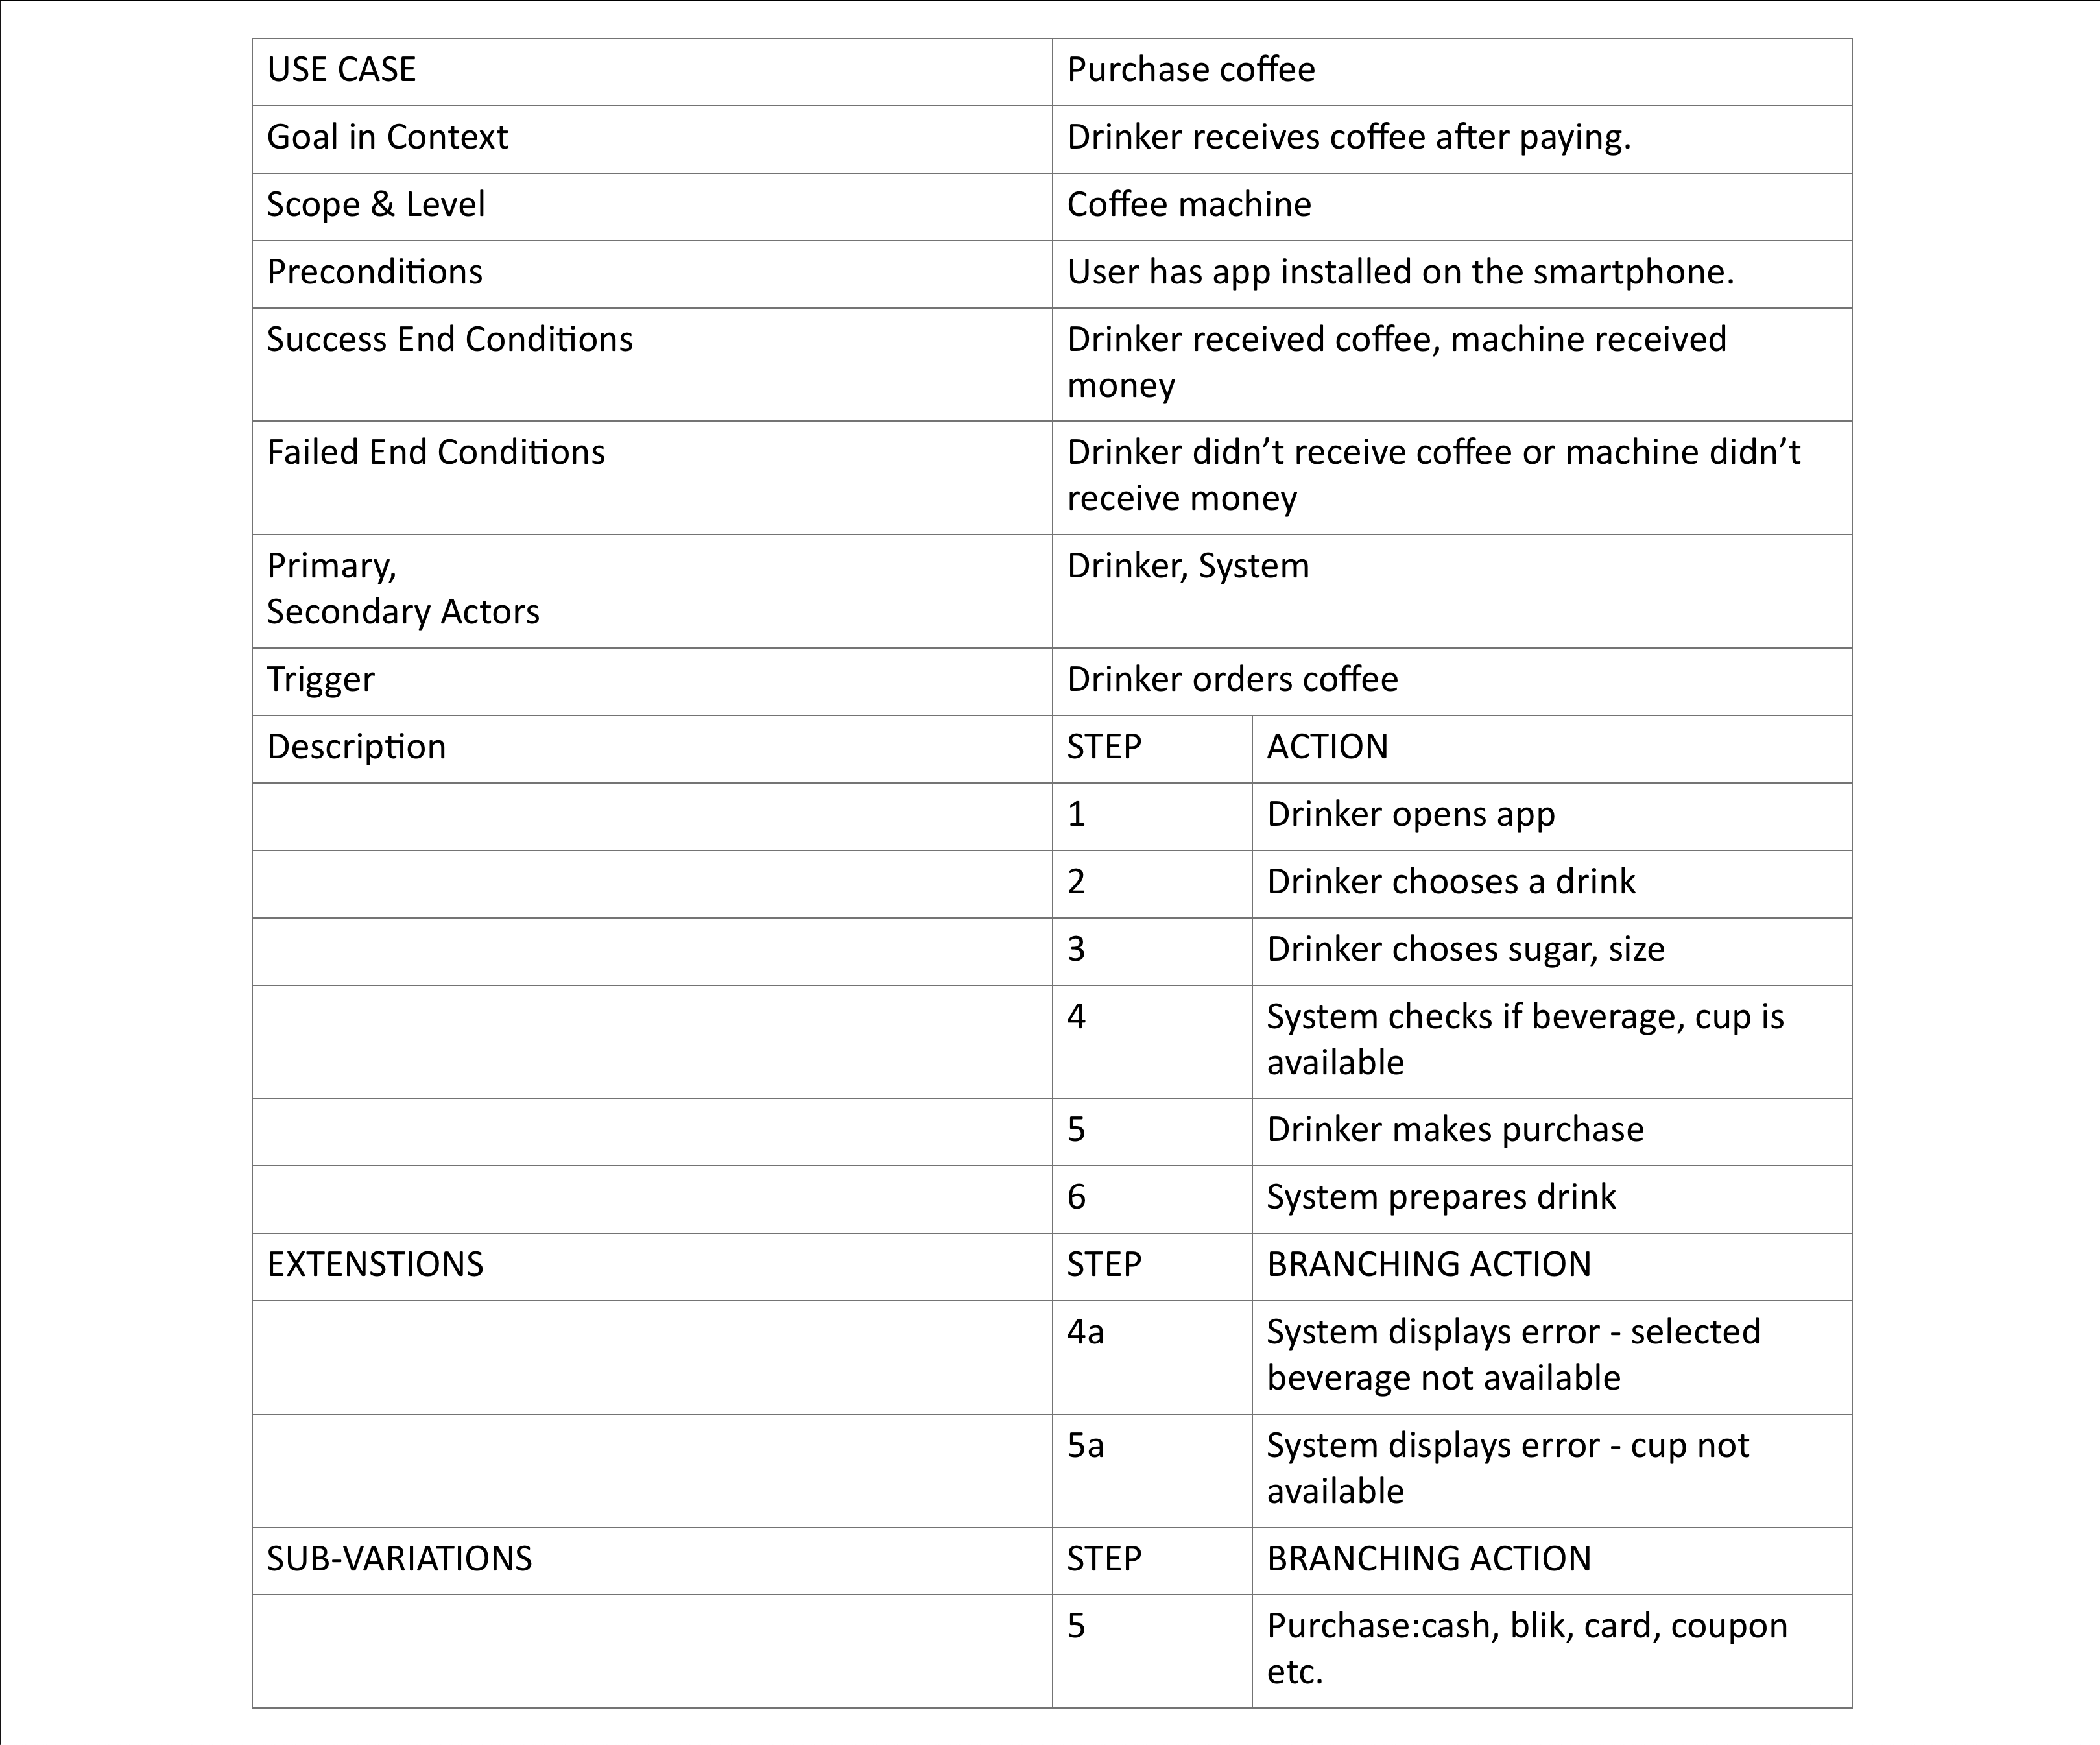 USE CASE
Purchase coffee
Goal in Context
Drinker receives coffee after paying.
Scope & Level
Coffee machine
Preconditions
User has app installed on the smartphone.
Success End Conditions
Drinker received coffee, machine received
money
Failed End Conditions
Drinker didn’t receive coffee or machine didn’t
receive money
Primary,
Secondary Actors
Drinker, System
Trigger
Drinker orders coffee
Description
STEP
ACTION
1
Drinker opens app
2
Drinker chooses a drink
3
Drinker choses sugar, size
4
System checks if beverage, cup is
available
5
Drinker makes purchase
6
System prepares drink
EXTENSTIONS
STEP
BRANCHING ACTION
4a
System displays error - selected
beverage not available
5a
System displays error - cup not
available
SUB-VARIATIONS
STEP
BRANCHING ACTION
5
Purchase:cash, blik, card, coupon
etc.